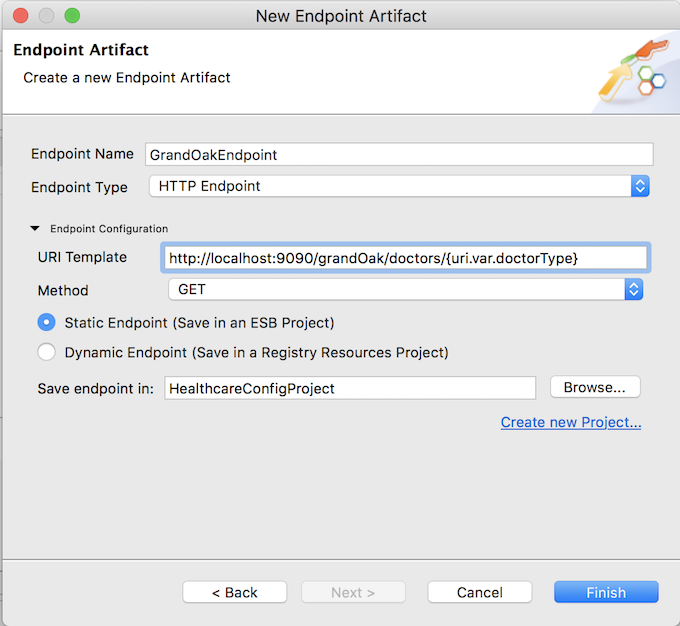 New Endpoint Artifact
Endpoint Artifact
Create a new Endpoint Artifact
Endpoint Name GrandOakEndpoint
Endpoint Type HTTP Endpoint
Endpoint Configuration
URI Template http://localhost:9090/grandOak/doctors/{uri.var.doctorType}
Method GET
Static Endpoint (Save in an ESB Project)
Dynamic Endpoint (Save in a Registry Resources Project)
Save endpoint in: HealthcareConfigProject Browse...
Create new Project...
< Back Next > Cancel Finish